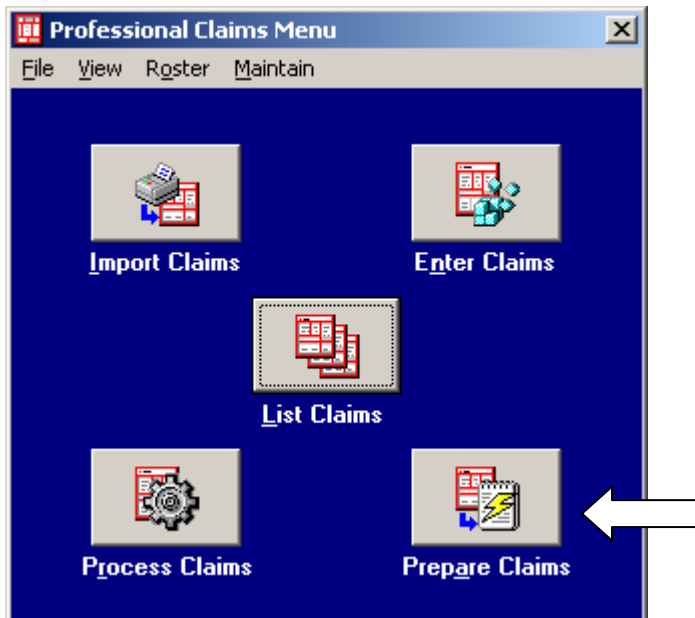 Professional Claims Menu
File View Roster Maintain
Import Claims Enter Claims
List Claims
Process Claims Prepare Claims